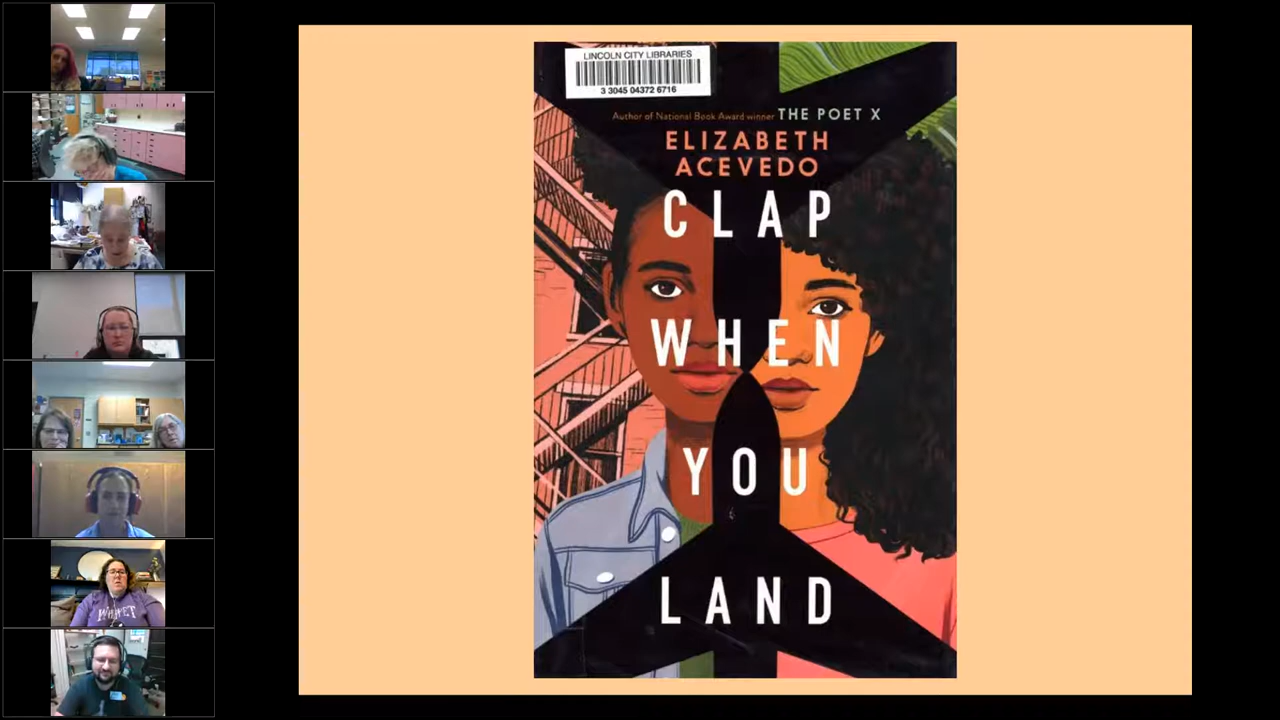 LINCOLN CITY LIBRARIES
3 3045 04372 6716
Author of National Book Award winner THE POET X
ELIZABETH
ACEVEDO
CLAP
WHEN
YOU
LAND